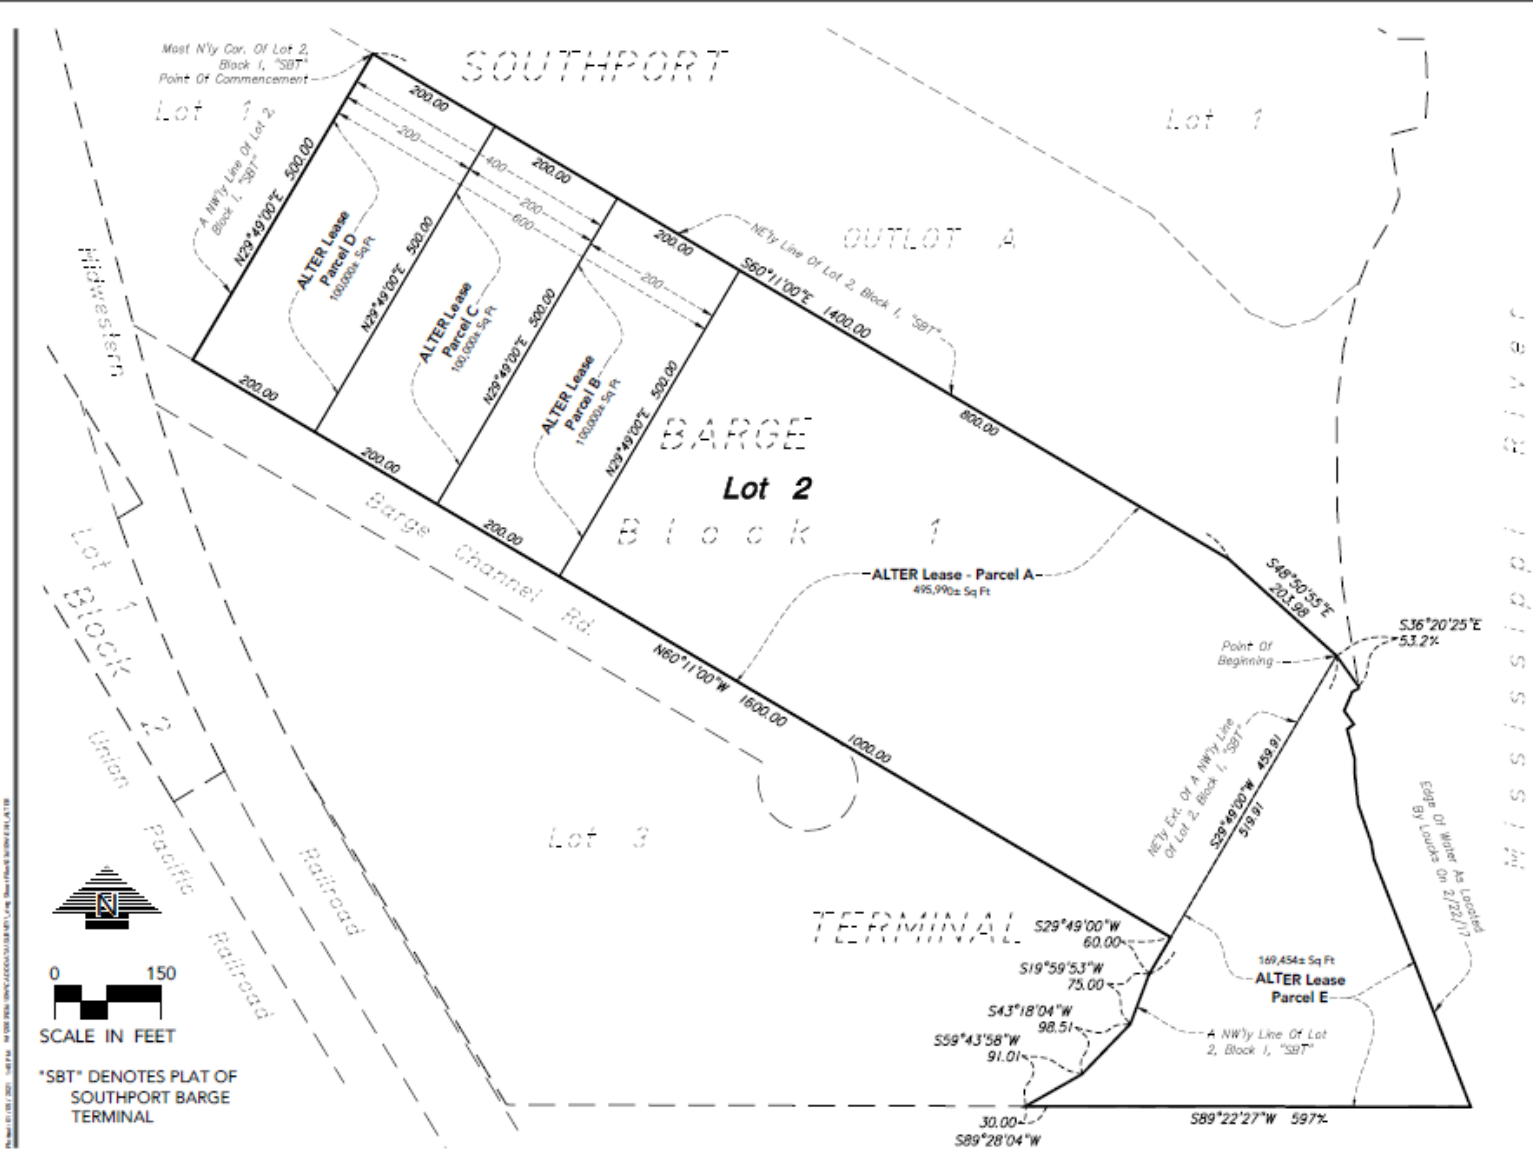 Most N'ly Cor. Of Lot 2,
Block 1, "SBT"
Point Of Commencement
SOUTHPORT
Lot 1
Lot 1
A NW'ly Line Of Lot 2,
Block 1, "SBT"
N29°49'00"E 500.00
200.00
200.00
200.00
200
400
200
600
200
ALTER Lease
Parcel D
100,000± Sq Ft
N29°49'00"E 500.00
ALTER Lease
Parcel C
100,000± Sq Ft
N29°49'00"E 500.00
ALTER Lease
Parcel B
100,000± Sq Ft
N29°49'00"E 500.00
NE'ly Line Of Lot 2, Block 1, "SBT"
S60°11'00"E 1400.00
800.00
OUTLOT A
Midwestern
Railroad
200.00
200.00
200.00
BARGE
Lot 2
Block 1
Barge Channel Rd.
ALTER Lease - Parcel A
495,990± Sq Ft
N60°11'00"W 1600.00
1000.00
S48°50'55"E
203.98
S36°20'25"E
53.2±
Point Of
Beginning
Mississippi River
Lot 1
Block 2
Union Pacific Railroad
NE'ly Ext. Of A NW'ly Line
Of Lot 2, Block 1, "SBT"
S29°49'00"W 459.91
519.91
Edge Of Water As Located
By Loucks On 2/22/17
Lot 3
TERMINAL
S29°49'00"W
60.00
S19°59'53"W
75.00
S43°18'04"W
98.51
S59°43'58"W
91.01
169,454± Sq Ft
ALTER Lease
Parcel E
A NW'ly Line Of Lot
2, Block 1, "SBT"
30.00
S89°28'04"W
S89°22'27"W 597±
N
0 150
SCALE IN FEET
"SBT" DENOTES PLAT OF
SOUTHPORT BARGE
TERMINAL